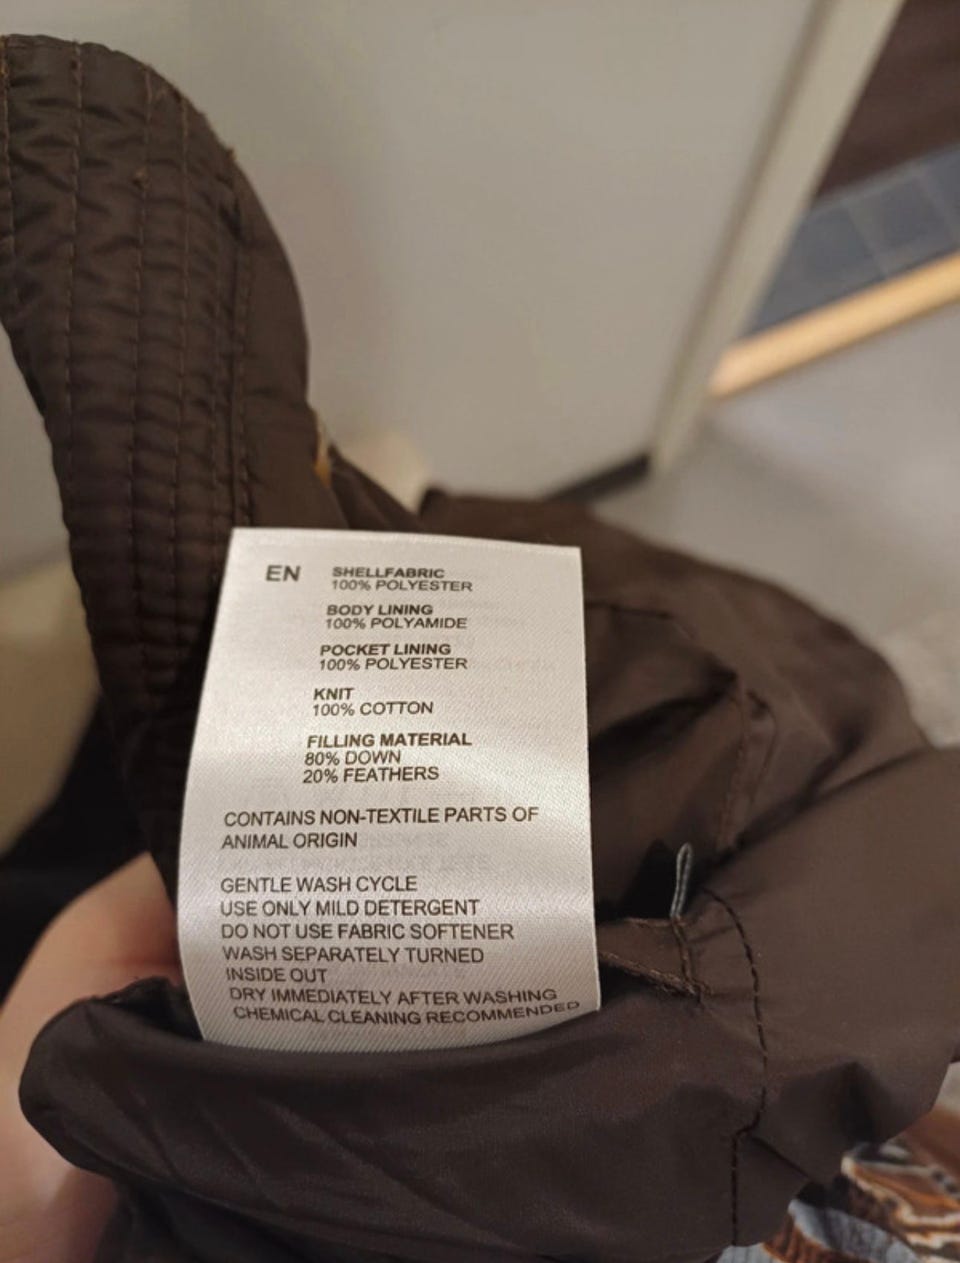 EN SHELLFABRIC
100% POLYESTER
BODY LINING
100% POLYAMIDE
POCKET LINING
100% POLYESTER
KNIT
100% COTTON
FILLING MATERIAL
80% DOWN
20% FEATHERS
CONTAINS NON-TEXTILE PARTS OF
ANIMAL ORIGIN
GENTLE WASH CYCLE
USE ONLY MILD DETERGENT
DO NOT USE FABRIC SOFTENER
WASH SEPARATELY TURNED
INSIDE OUT
DRY IMMEDIATELY AFTER WASHING
CHEMICAL CLEANING RECOMMENDED